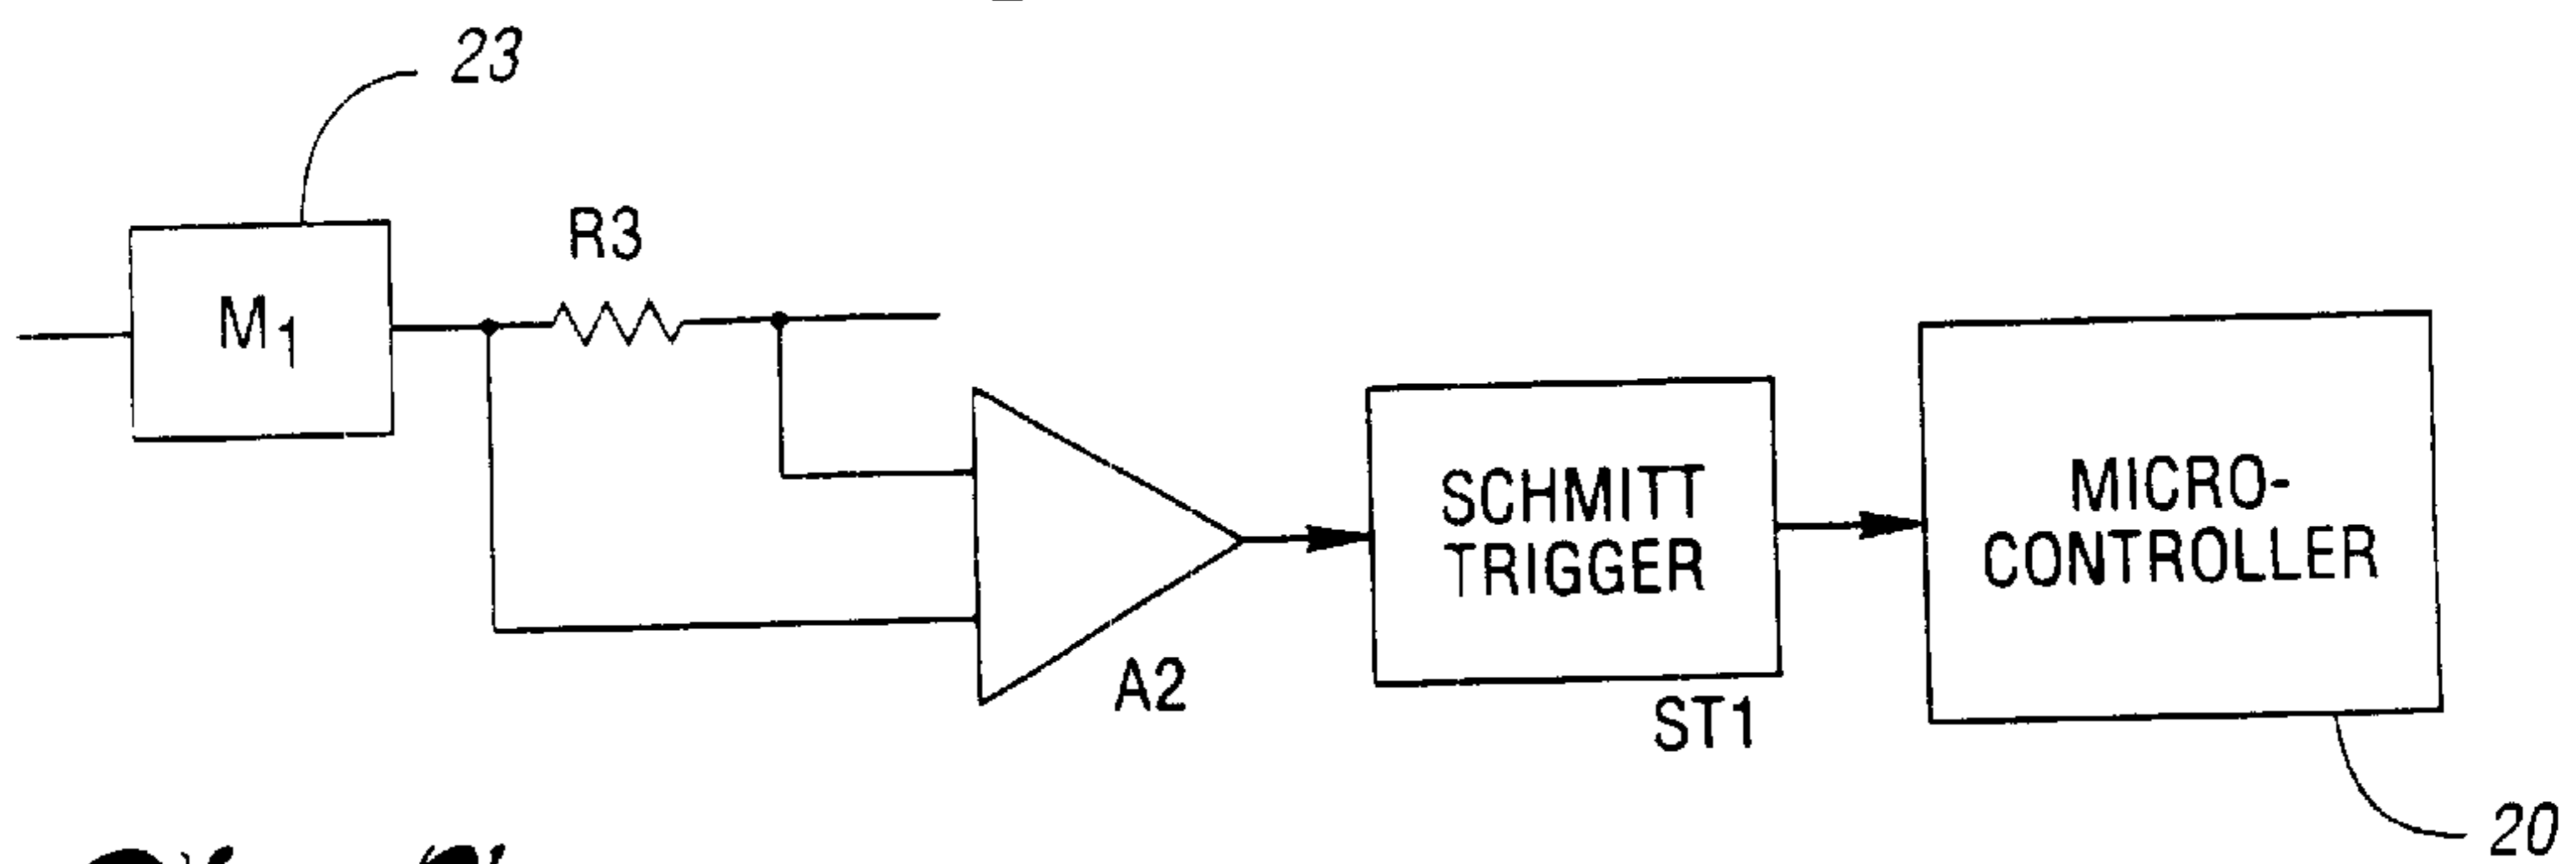 23
R3
M1
SCHMITT
TRIGGER
MICRO-
CONTROLLER
A2
ST1
20